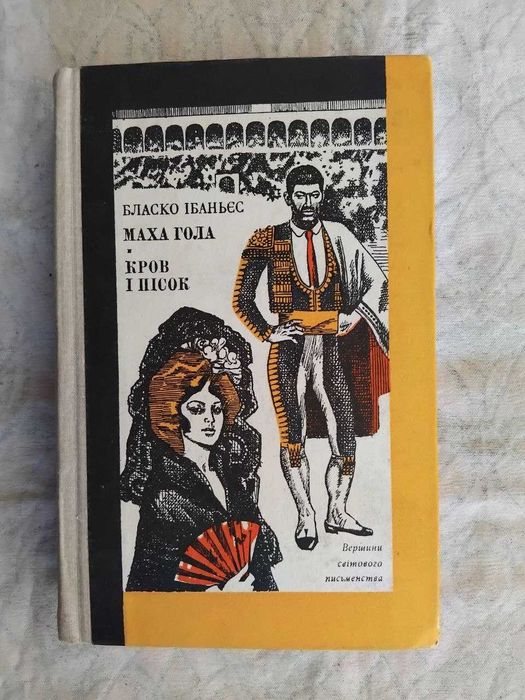 БЛАСКО ІБАНЬЄС
МАХА ГОЛА
·
КРОВ
І ПІСОК
Вершини
світового
письменства